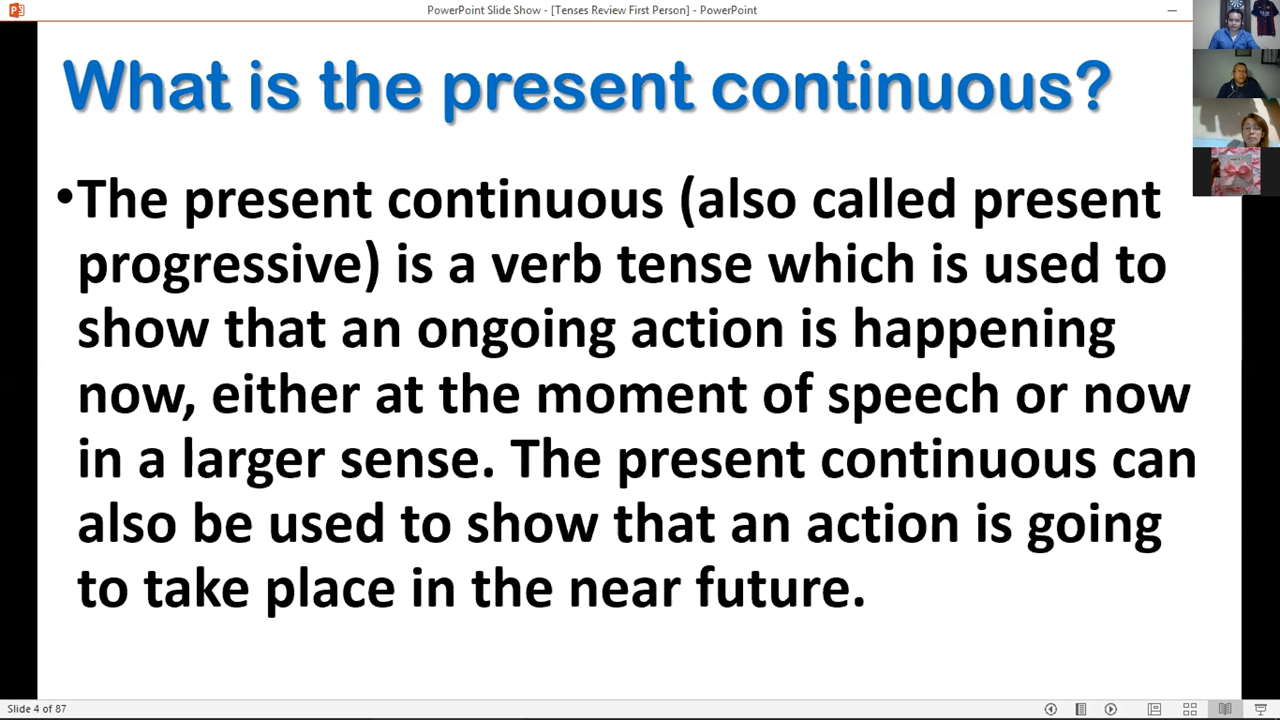 PowerPoint Slide Show - [Tenses Review First Person] - PowerPoint
What is the present continuous?
•The present continuous (also called present
progressive) is a verb tense which is used to
show that an ongoing action is happening
now, either at the moment of speech or now
in a larger sense. The present continuous can
also be used to show that an action is going
to take place in the near future.
Slide 4 of 87